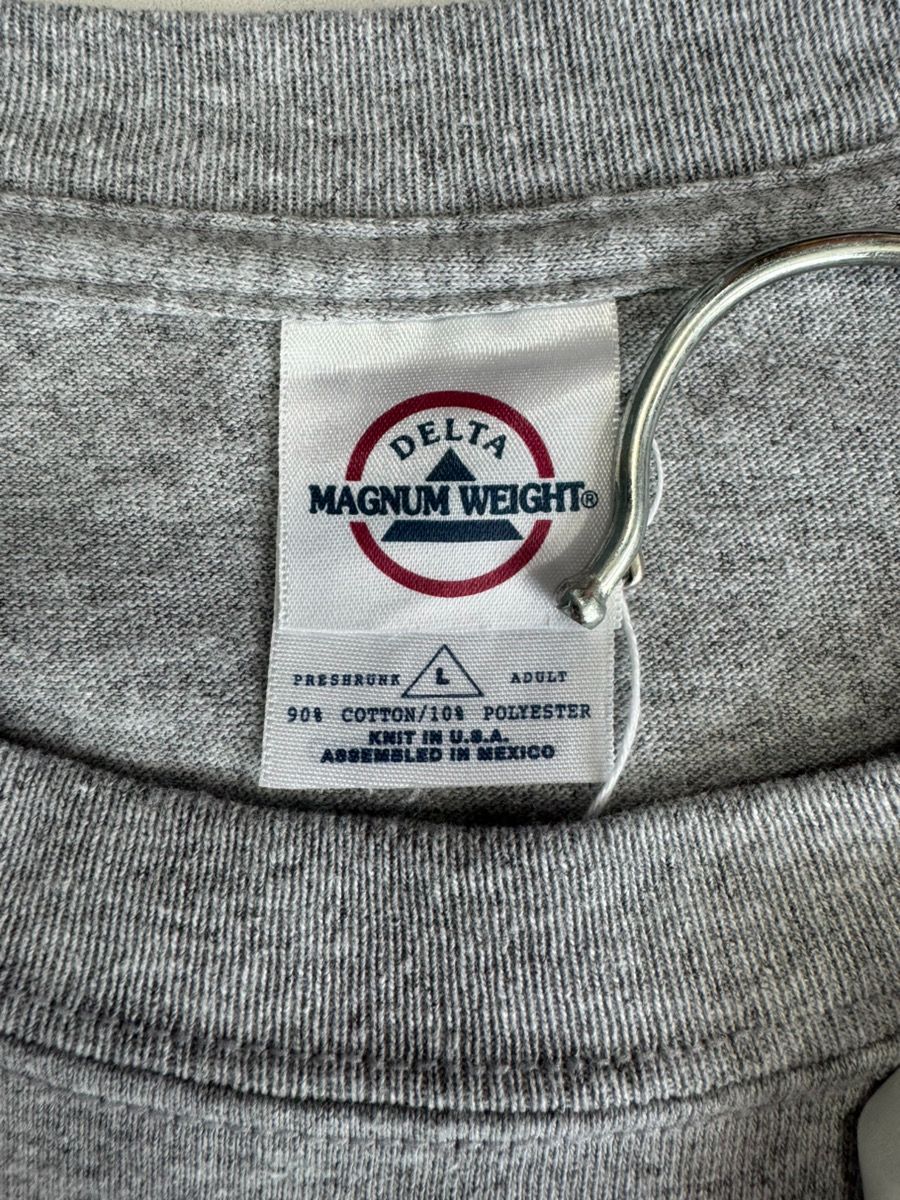 DELTA
MAGNUM WEIGHT®
PRESHRUNK L ADULT
90% COTTON/10% POLYESTER
KNIT IN U.S.A.
ASSEMBLED IN MEXICO